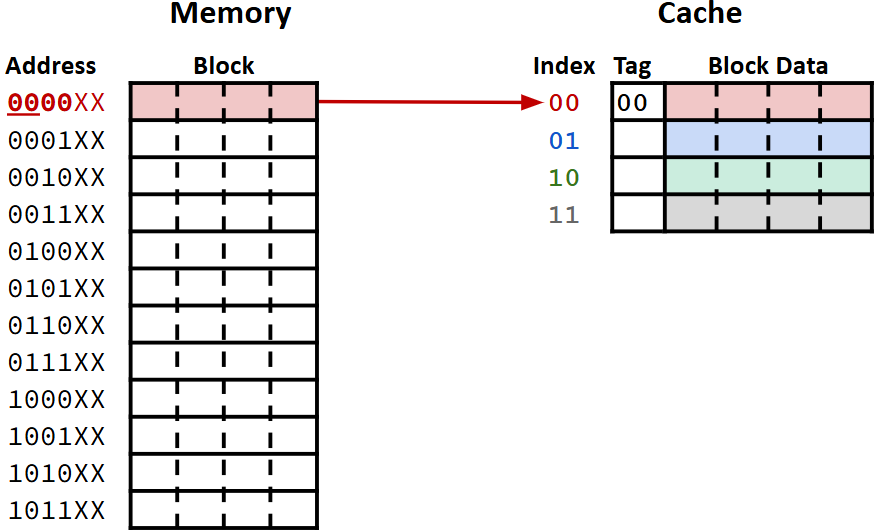 Memory Cache
Address Block Index Tag Block Data
0000XX 00 00
0001XX 01
0010XX 10
0011XX 11
0100XX
0101XX
0110XX
0111XX
1000XX
1001XX
1010XX
1011XX